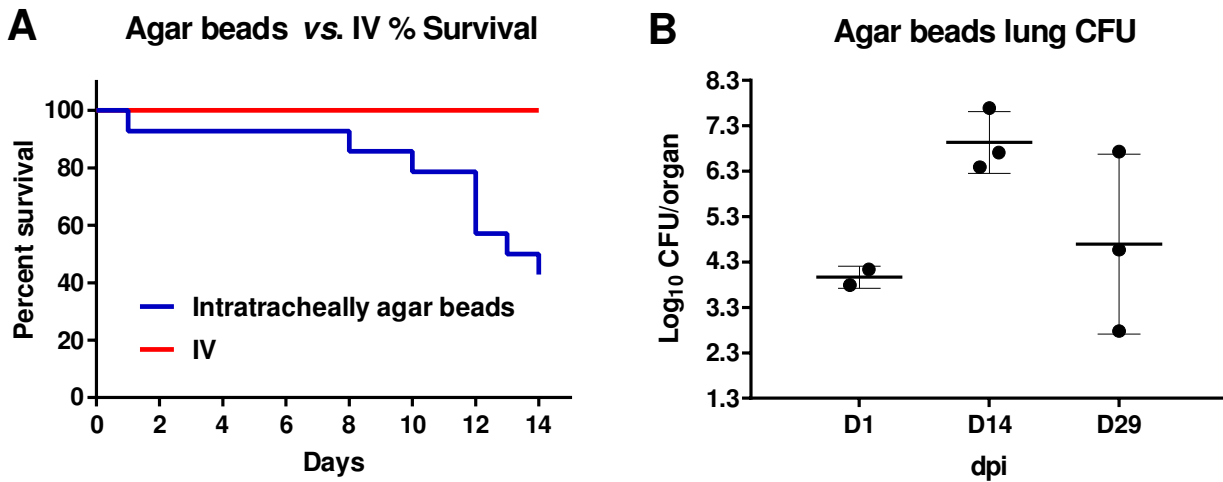 A
Agar beads vs. IV % Survival
Percent survival
100
80
60
40
20
0
0 2 4 6 8 10 12 14
Days
Intratracheally agar beads
IV
B
Agar beads lung CFU
Log10 CFU/organ
8.3
7.3
6.3
5.3
4.3
3.3
2.3
1.3
D1 D14 D29
dpi